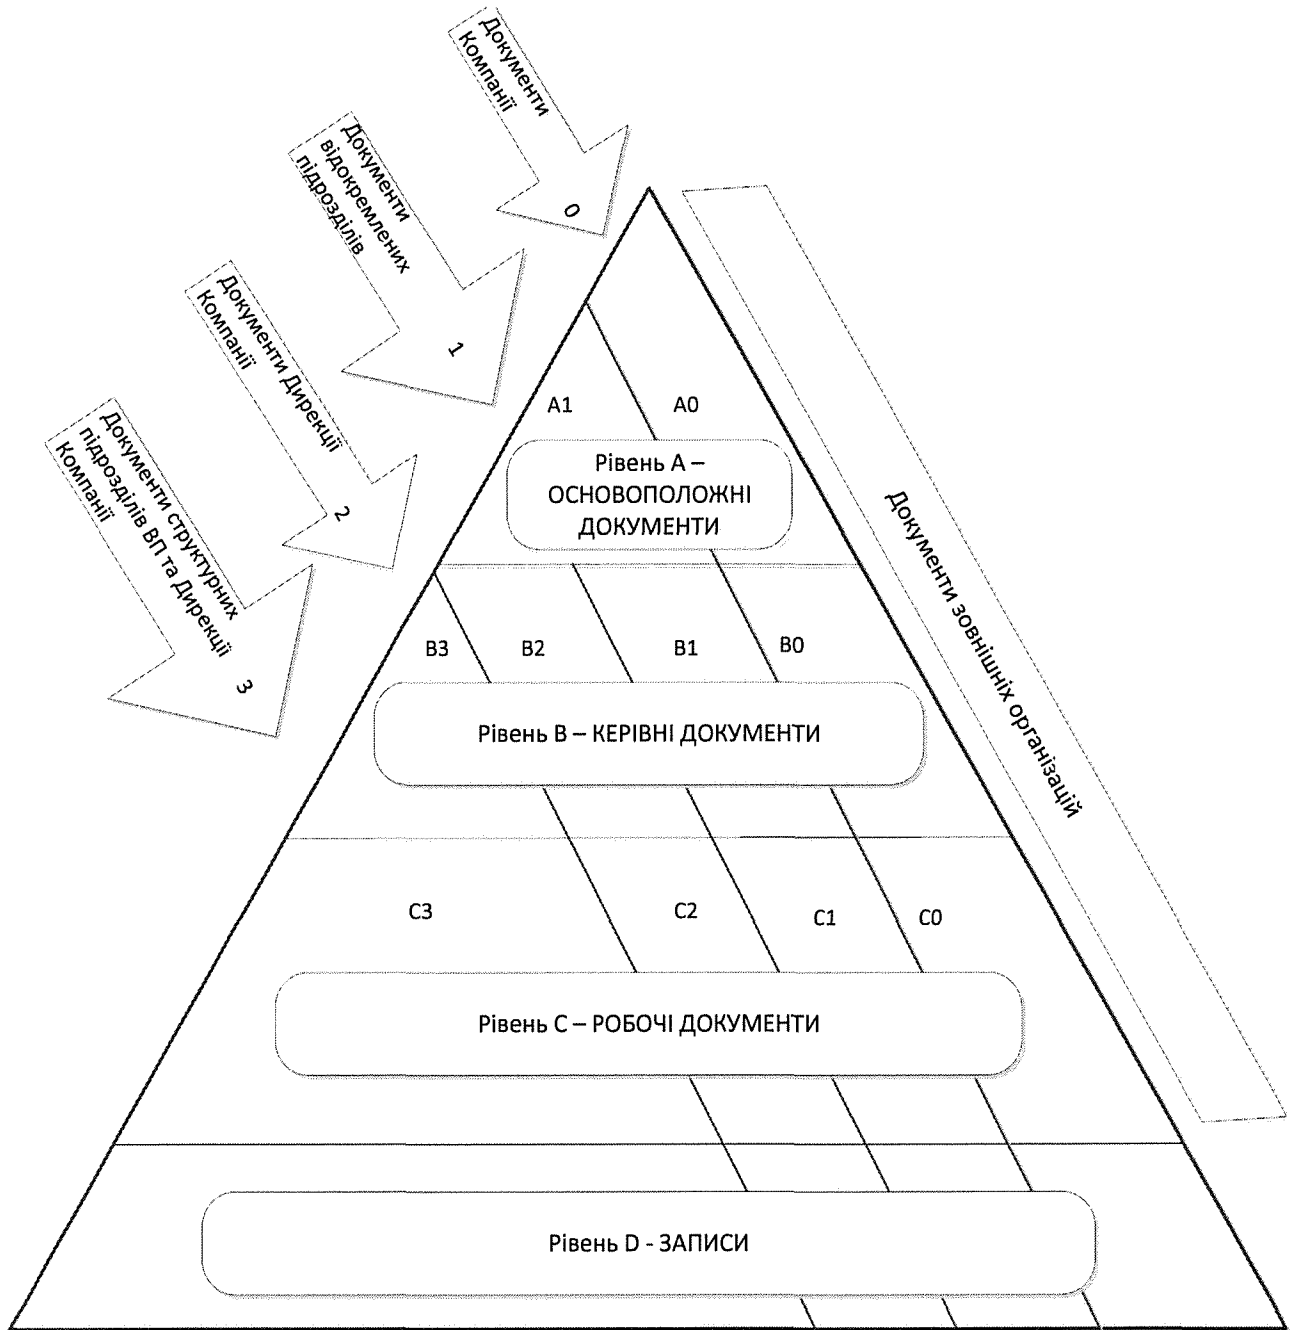 Документи
Компанії
0
Документи
відокремлених
підрозділів
1
Документи Дирекції
Компанії
2
Документи структурних
підрозділів ВП та Дирекції
Компанії
3
A1
A0
Рівень А –
ОСНОВОПОЛОЖНІ
ДОКУМЕНТИ
B3
B2
B1
B0
Рівень В – КЕРІВНІ ДОКУМЕНТИ
C3
C2
C1
C0
Рівень С – РОБОЧІ ДОКУМЕНТИ
Рівень D - ЗАПИСИ
Документи зовнішніх організацій